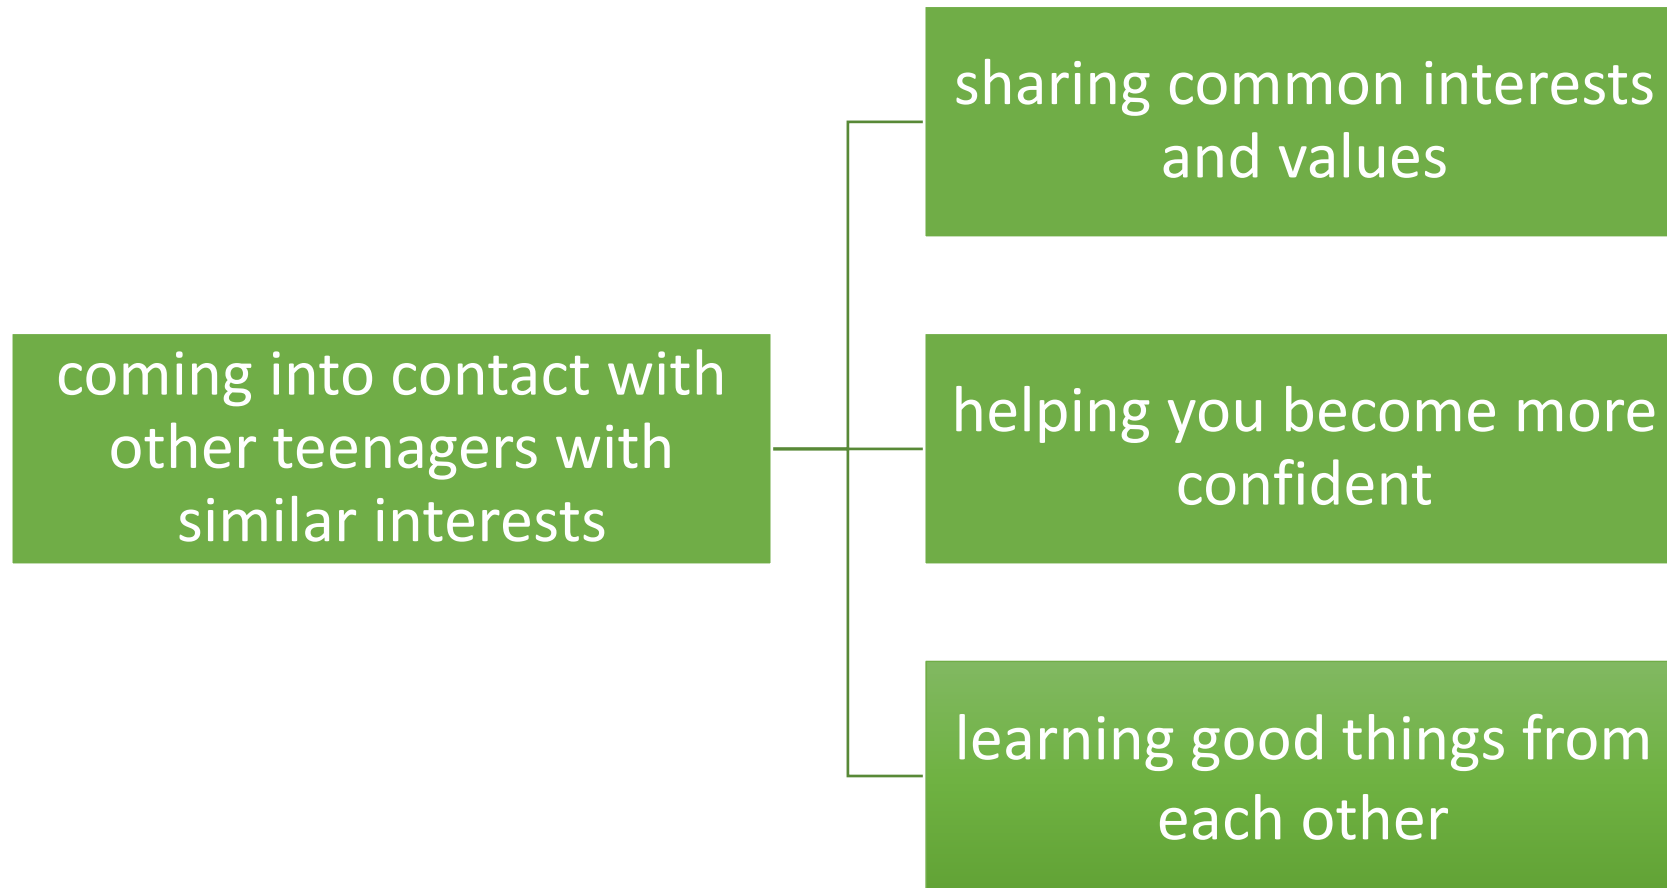 coming into contact with
other teenagers with
similar interests
sharing common interests
and values
helping you become more
confident
learning good things from
each other